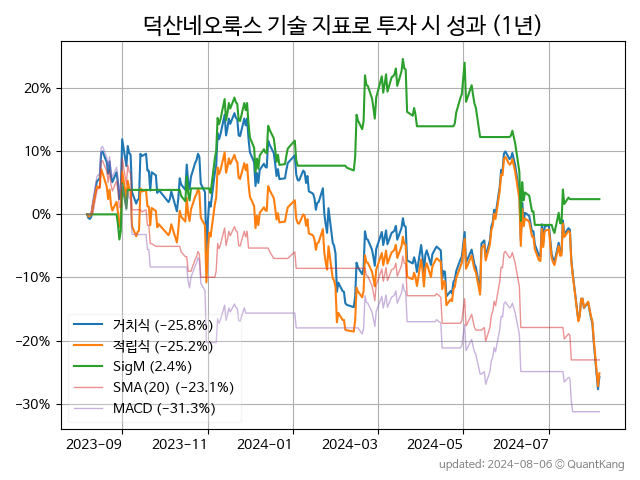 덕산네오룩스 기술 지표로 투자 시 성과 (1년)
20%
10%
0%
−10%
−20%
−30%
거치식 (−25.8%)
적립식 (−25.2%)
SigM (2.4%)
SMA(20) (−23.1%)
MACD (−31.3%)
2023-09
2023-11
2024-01
2024-03
2024-05
2024-07
updated: 2024-08-06 © QuantKang